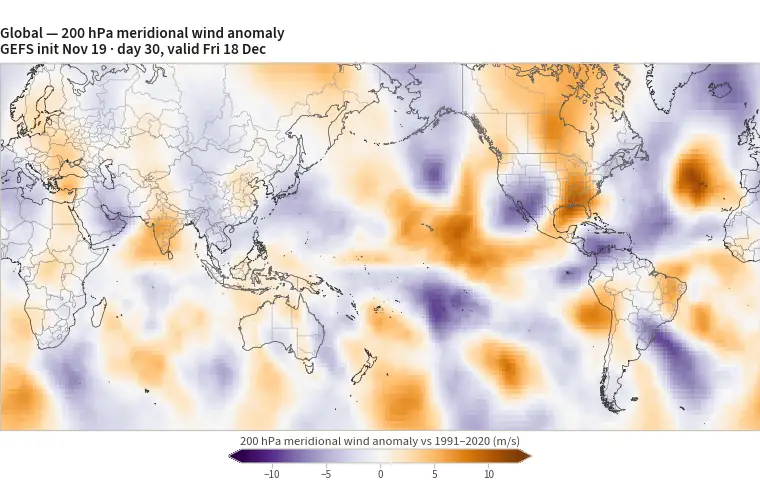 Global — 200 hPa meridional wind anomaly
GEFS init Nov 19 · day 30, valid Fri 18 Dec
200 hPa meridional wind anomaly vs 1991–2020 (m/s)
−10 −5 0 5 10